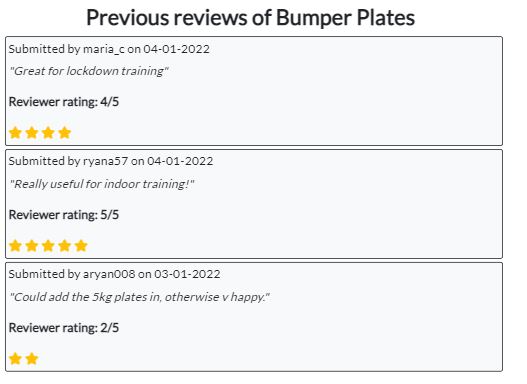 Previous reviews of Bumper Plates
Submitted by maria_c on 04-01-2022
"Great for lockdown training"
Reviewer rating: 4/5
Submitted by ryana57 on 04-01-2022
"Really useful for indoor training!"
Reviewer rating: 5/5
Submitted by aryan008 on 03-01-2022
"Could add the 5kg plates in, otherwise v happy."
Reviewer rating: 2/5